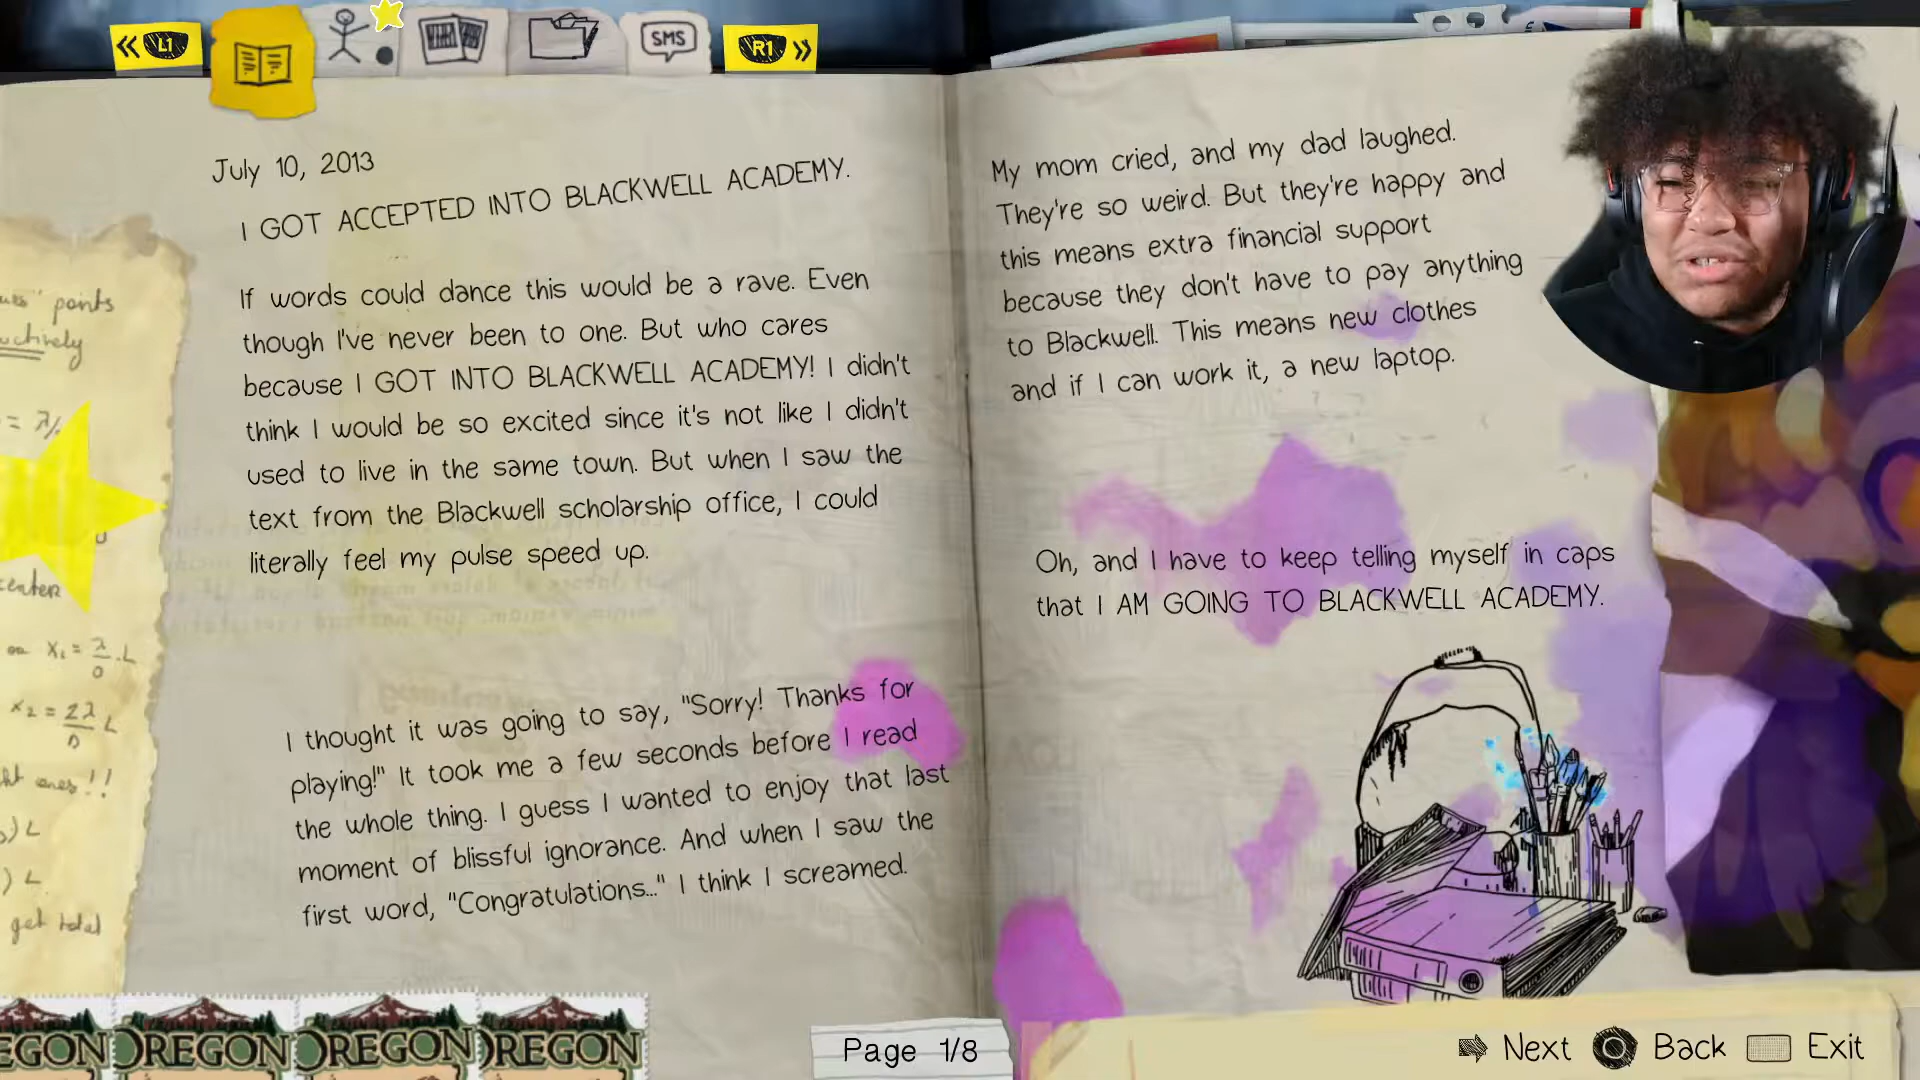 L1
SMS
R1
July 10, 2013
I GOT ACCEPTED INTO BLACKWELL ACADEMY.
If words could dance this would be a rave. Even
though I've never been to one. But who cares
because I GOT INTO BLACKWELL ACADEMY! I didn't
think I would be so excited since it's not like I didn't
used to live in the same town. But when I saw the
text from the Blackwell scholarship office, I could
literally feel my pulse speed up.
I thought it was going to say, "Sorry! Thanks for
playing!" It took me a few seconds before I read
the whole thing. I guess I wanted to enjoy that last
moment of blissful ignorance. And when I saw the
first word, "Congratulations..." I think I screamed.
My mom cried, and my dad laughed.
They're so weird. But they're happy and
this means extra financial support
because they don't have to pay anything
to Blackwell. This means new clothes
and if I can work it, a new laptop.
Oh, and I have to keep telling myself in caps
that I AM GOING TO BLACKWELL ACADEMY.
points
center
x₂ = 2λ/D L
get total
EGON OREGON OREGON OREGON
Page 1/8
Next Back Exit